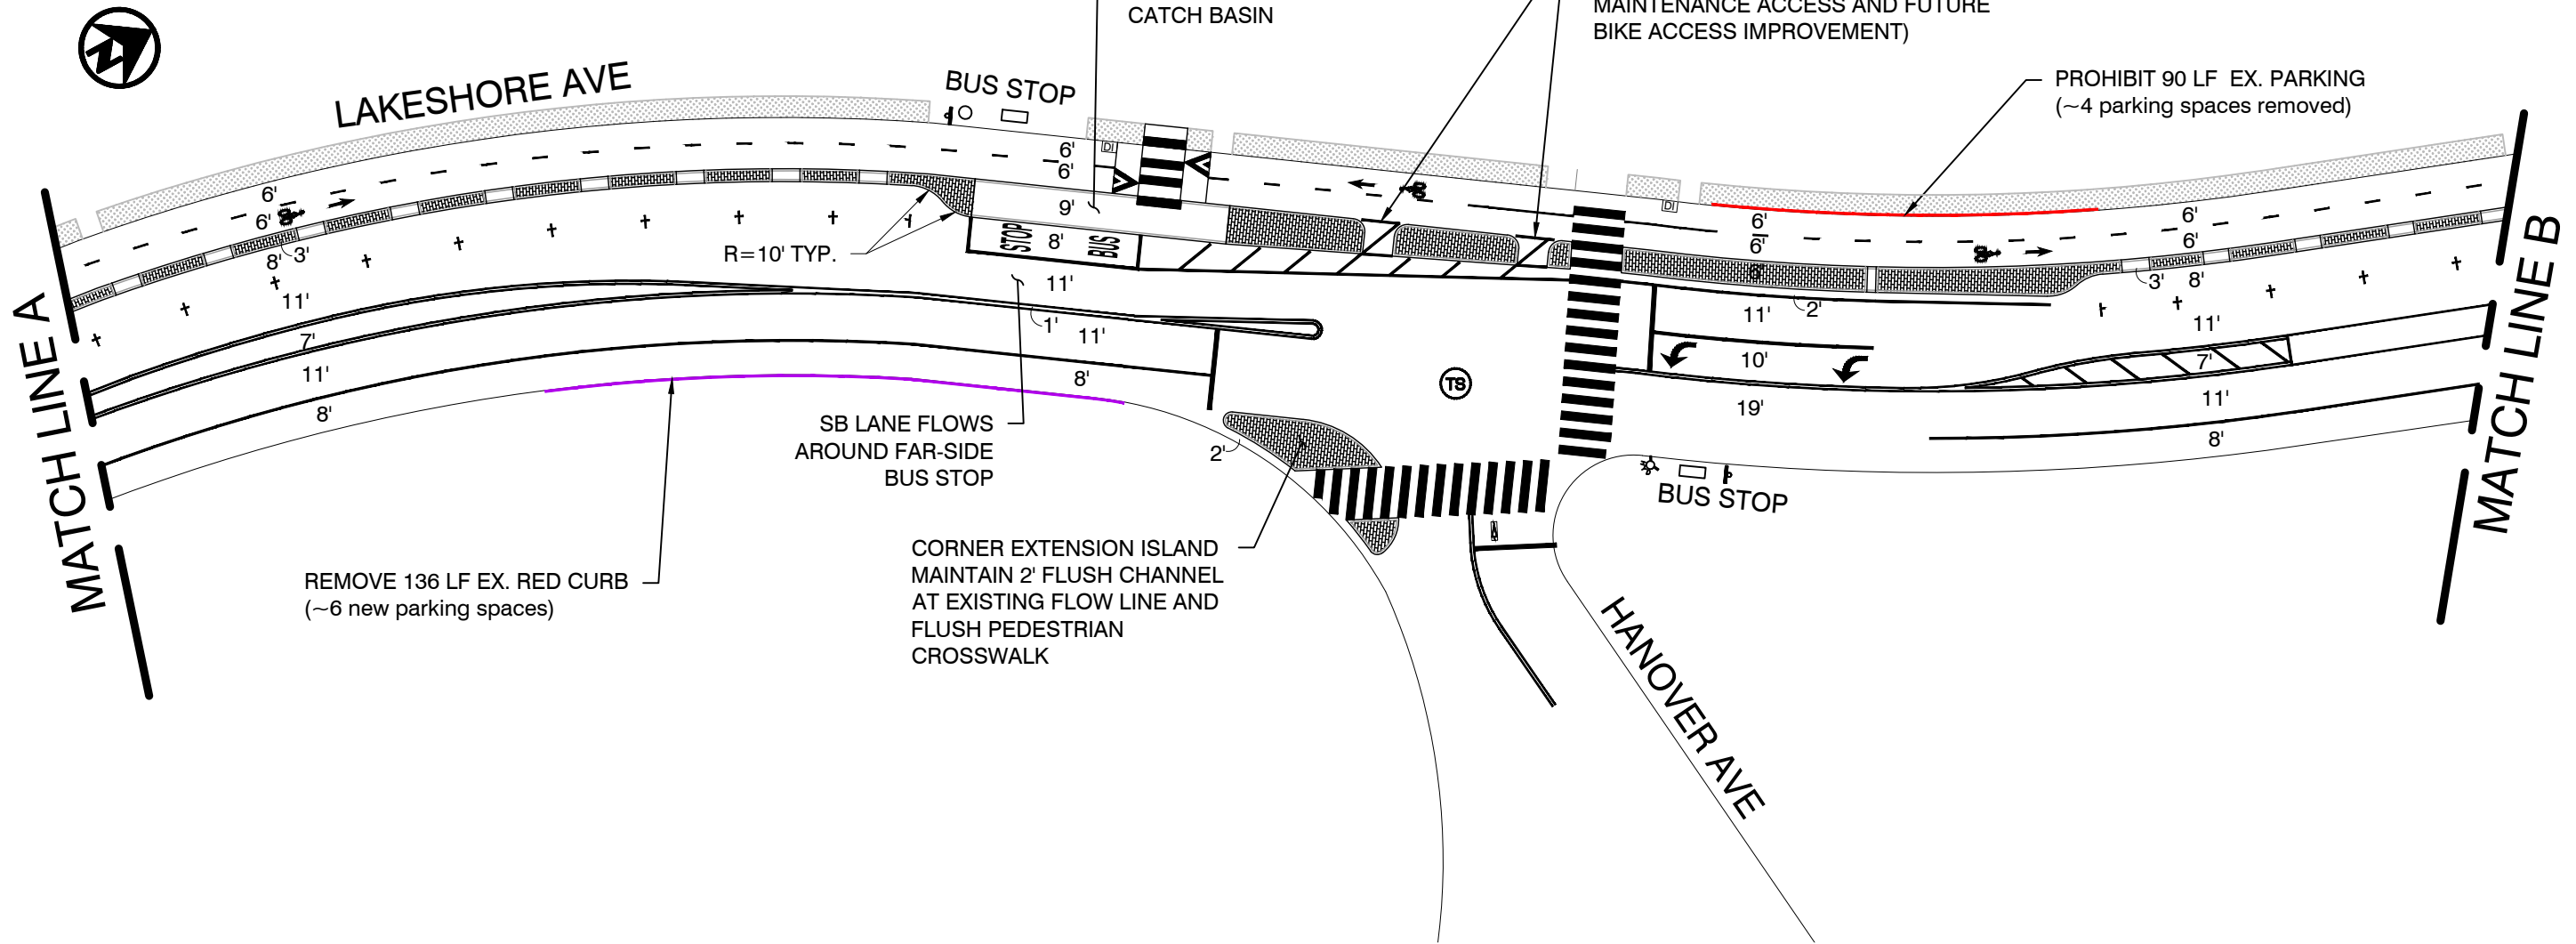 CATCH BASIN
MAINTENANCE ACCESS AND FUTURE
BIKE ACCESS IMPROVEMENT)
N
LAKESHORE AVE
BUS STOP
PROHIBIT 90 LF  EX. PARKING
(~4 parking spaces removed)
DI
6'
6'
6'
6'
DI
6'
6'
6'
6'
9'
STOP
8'
BUS
R=10' TYP.
8'
3'
11'
7'
11'
8'
11'
1'
11'
8'
11'
2'
10'
19'
3'
8'
11'
7'
11'
8'
TS
MATCH LINE A
MATCH LINE B
SB LANE FLOWS
AROUND FAR-SIDE
BUS STOP
2'
BUS STOP
CORNER EXTENSION ISLAND
MAINTAIN 2' FLUSH CHANNEL
AT EXISTING FLOW LINE AND
FLUSH PEDESTRIAN
CROSSWALK
REMOVE 136 LF EX. RED CURB
(~6 new parking spaces)
HANOVER AVE